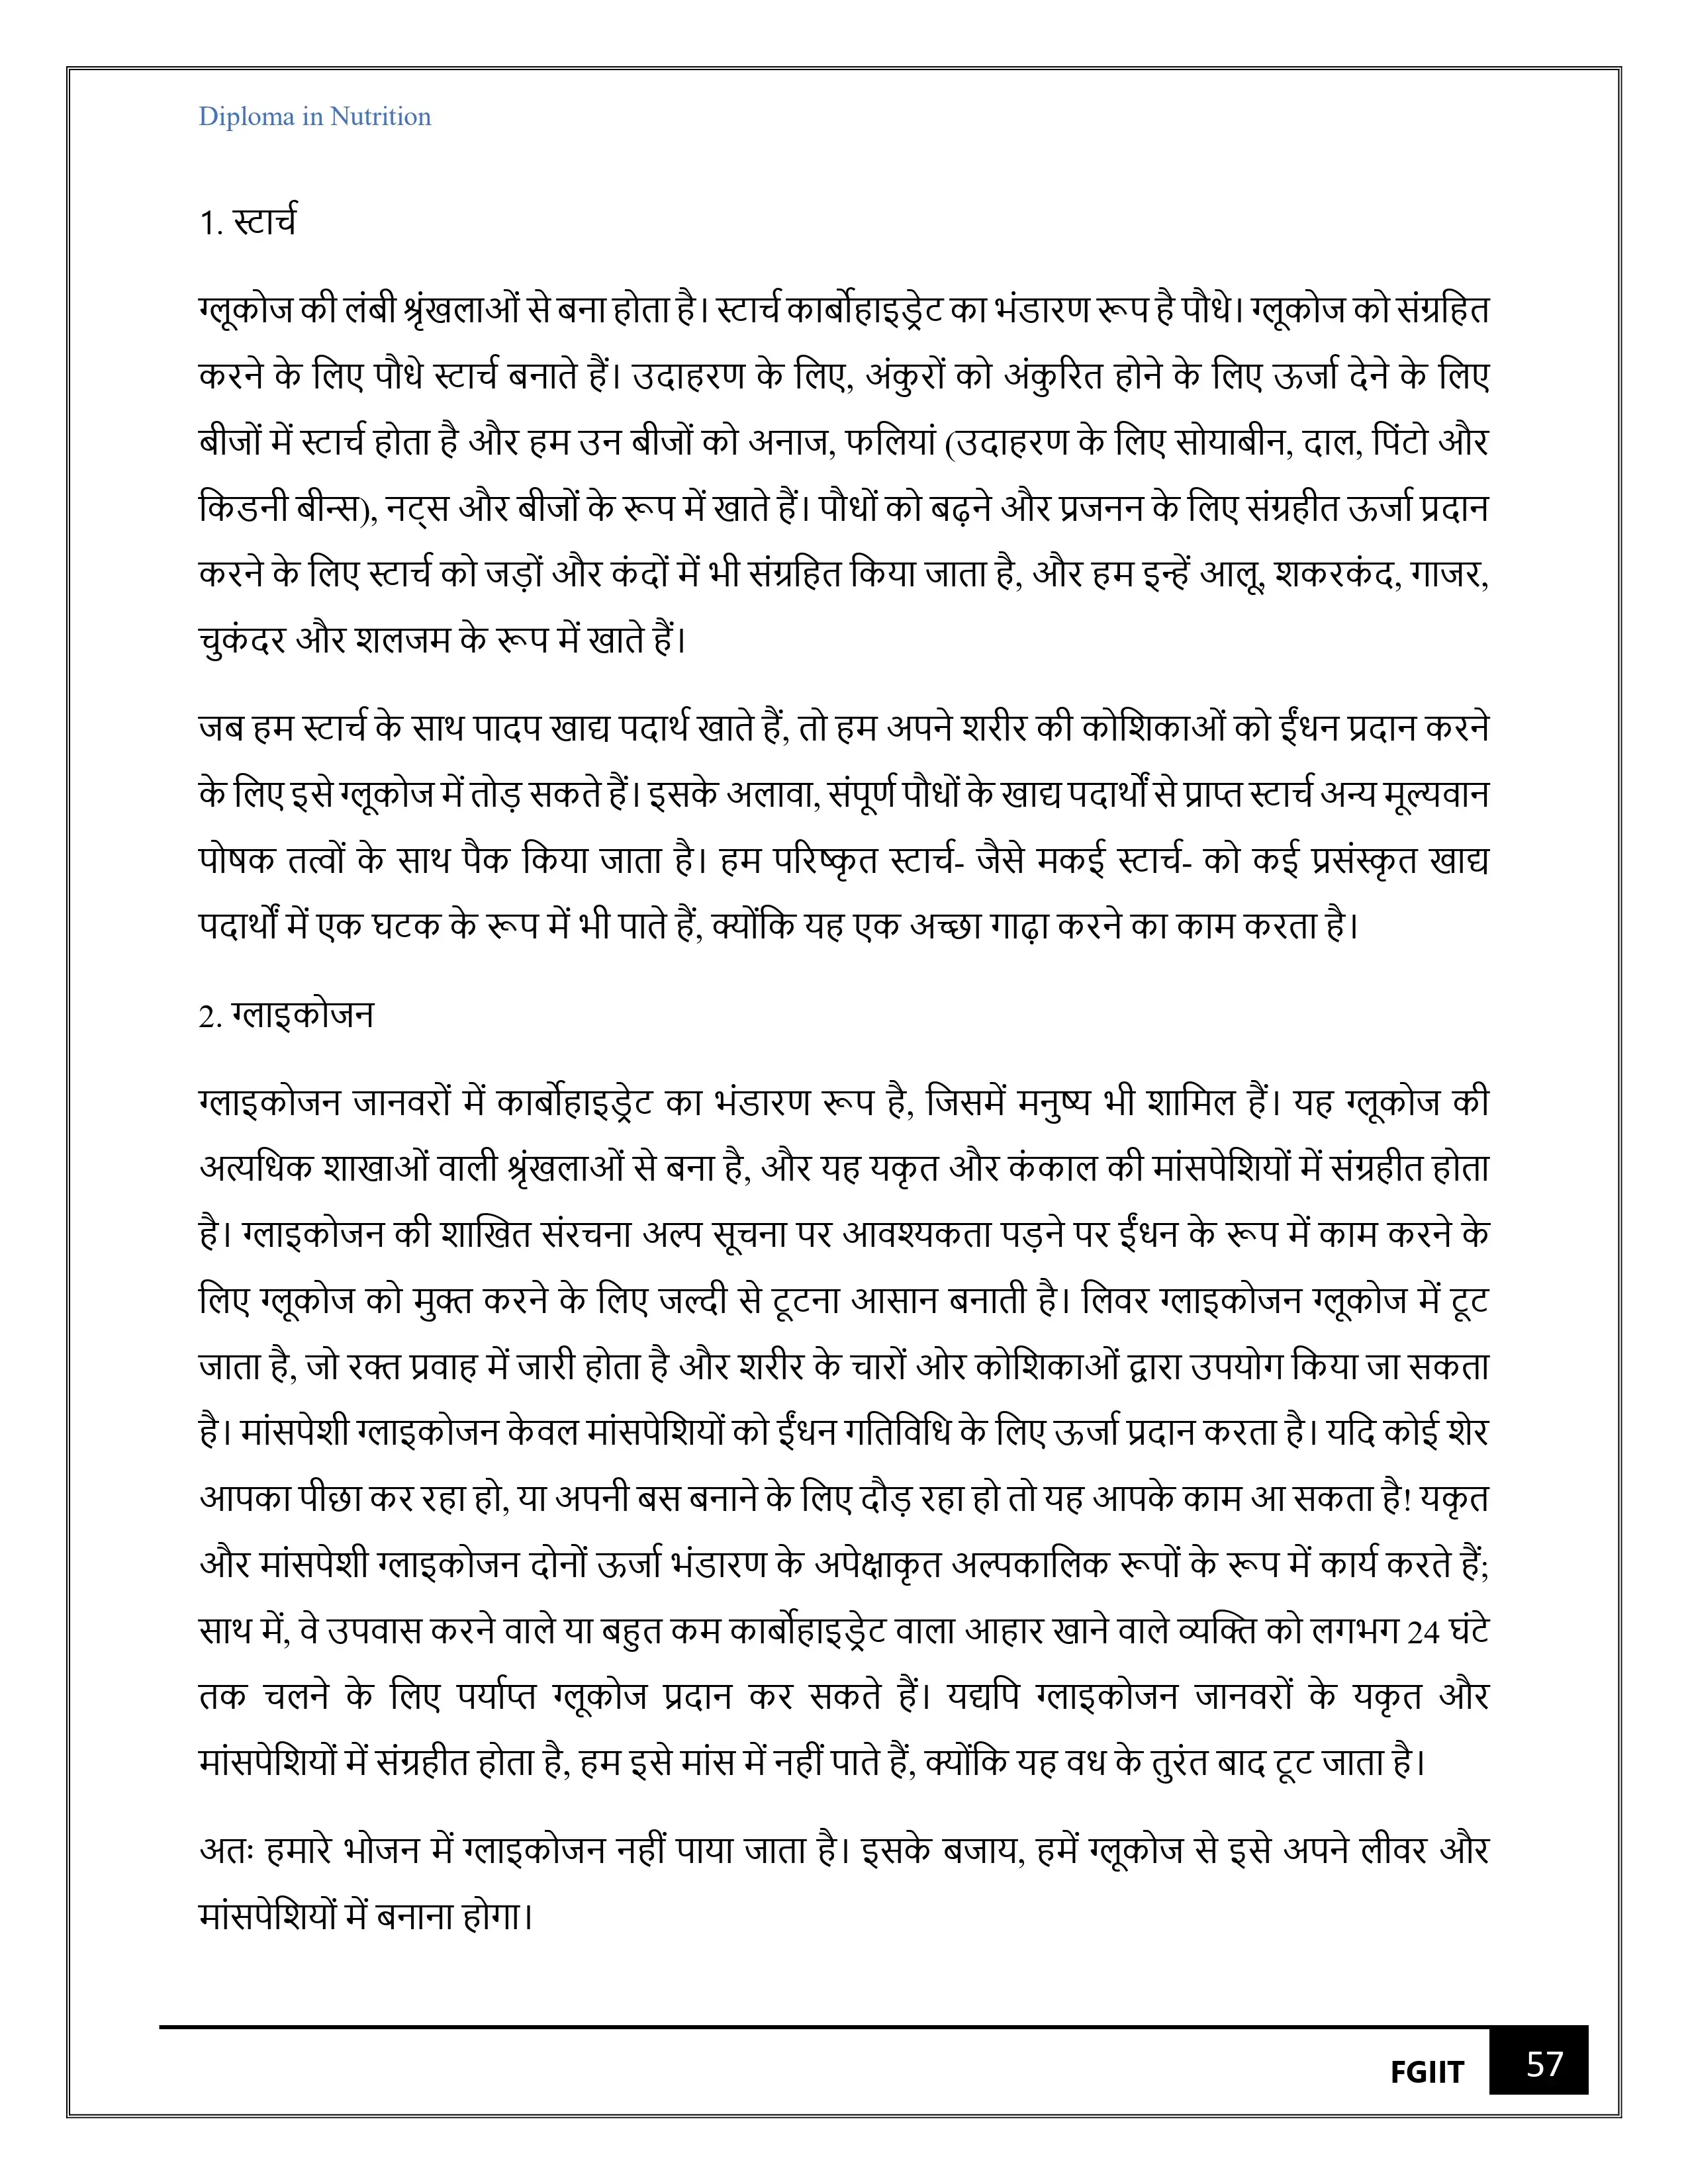 Diploma in Nutrition
1. स्टार्च
ग्लूकोज की लंबी श्रृंखलाओं से बना होता है। स्टार्च कार्बोहाइड्रेट का भंडारण रूप है पौधे। ग्लूकोज को संग्रहित
करने के लिए पौधे स्टार्च बनाते हैं। उदाहरण के लिए, अंकुरों को अंकुरित होने के लिए ऊर्जा देने के लिए
बीजों में स्टार्च होता है और हम उन बीजों को अनाज, फलियां (उदाहरण के लिए सोयाबीन, दाल, पिंटो और
किडनी बीन्स), नट्स और बीजों के रूप में खाते हैं। पौधों को बढ़ने और प्रजनन के लिए संग्रहीत ऊर्जा प्रदान
करने के लिए स्टार्च को जड़ों और कंदों में भी संग्रहित किया जाता है, और हम इन्हें आलू, शकरकंद, गाजर,
चुकंदर और शलजम के रूप में खाते हैं।
जब हम स्टार्च के साथ पादप खाद्य पदार्थ खाते हैं, तो हम अपने शरीर की कोशिकाओं को ईंधन प्रदान करने
के लिए इसे ग्लूकोज में तोड़ सकते हैं। इसके अलावा, संपूर्ण पौधों के खाद्य पदार्थों से प्राप्त स्टार्च अन्य मूल्यवान
पोषक तत्वों के साथ पैक किया जाता है। हम परिष्कृत स्टार्च- जैसे मकई स्टार्च- को कई प्रसंस्कृत खाद्य
पदार्थों में एक घटक के रूप में भी पाते हैं, क्योंकि यह एक अच्छा गाढ़ा करने का काम करता है।
2. ग्लाइकोजन
ग्लाइकोजन जानवरों में कार्बोहाइड्रेट का भंडारण रूप है, जिसमें मनुष्य भी शामिल हैं। यह ग्लूकोज की
अत्यधिक शाखाओं वाली श्रृंखलाओं से बना है, और यह यकृत और कंकाल की मांसपेशियों में संग्रहीत होता
है। ग्लाइकोजन की शाखित संरचना अल्प सूचना पर आवश्यकता पड़ने पर ईंधन के रूप में काम करने के
लिए ग्लूकोज को मुक्त करने के लिए जल्दी से टूटना आसान बनाती है। लिवर ग्लाइकोजन ग्लूकोज में टूट
जाता है, जो रक्त प्रवाह में जारी होता है और शरीर के चारों ओर कोशिकाओं द्वारा उपयोग किया जा सकता
है। मांसपेशी ग्लाइकोजन केवल मांसपेशियों को ईंधन गतिविधि के लिए ऊर्जा प्रदान करता है। यदि कोई शेर
आपका पीछा कर रहा हो, या अपनी बस बनाने के लिए दौड़ रहा हो तो यह आपके काम आ सकता है! यकृत
और मांसपेशी ग्लाइकोजन दोनों ऊर्जा भंडारण के अपेक्षाकृत अल्पकालिक रूपों के रूप में कार्य करते हैं;
साथ में, वे उपवास करने वाले या बहुत कम कार्बोहाइड्रेट वाला आहार खाने वाले व्यक्ति को लगभग 24 घंटे
तक चलने के लिए पर्याप्त ग्लूकोज प्रदान कर सकते हैं। यद्यपि ग्लाइकोजन जानवरों के यकृत और
मांसपेशियों में संग्रहीत होता है, हम इसे मांस में नहीं पाते हैं, क्योंकि यह वध के तुरंत बाद टूट जाता है।
अतः हमारे भोजन में ग्लाइकोजन नहीं पाया जाता है। इसके बजाय, हमें ग्लूकोज से इसे अपने लीवर और
मांसपेशियों में बनाना होगा।
FGIIT 57